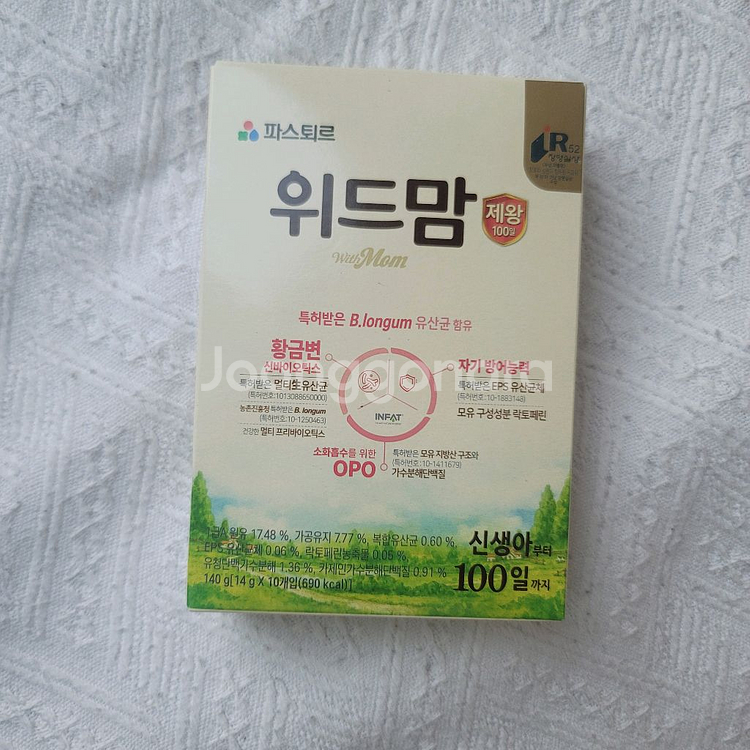 파스퇴르
R 52
위드맘
제왕
100일
With Mom
특허받은 B.longum 유산균 함유
황금변
신바이오틱스
특허받은 멀티生유산균
(특허번호:1013088650000)
농촌진흥청 특허받은 B. longum
(특허번호:10-1250463)
건강한 멀티 프리바이오틱스
자기 방어능력
특허받은 EPS 유산균체
(특허번호:10-1883148)
모유 구성성분 락토페린
INFAT
소화흡수를 위한
OPO
특허받은 모유 지방산 구조와
(특허번호:10-1411679)
가수분해단백질
Joonggonara
17.48 %, 가공유지 7.77 %, 복합유산균 0.60 %,
EPS 유산균체 0.06 %, 락토페린농축물 0.05 %,
유청단백가수분해 1.36 %, 카제인가수분해단백질 0.91 %
140 g[14 g X 10개입(690 kcal)]
신생아부터
100일까지